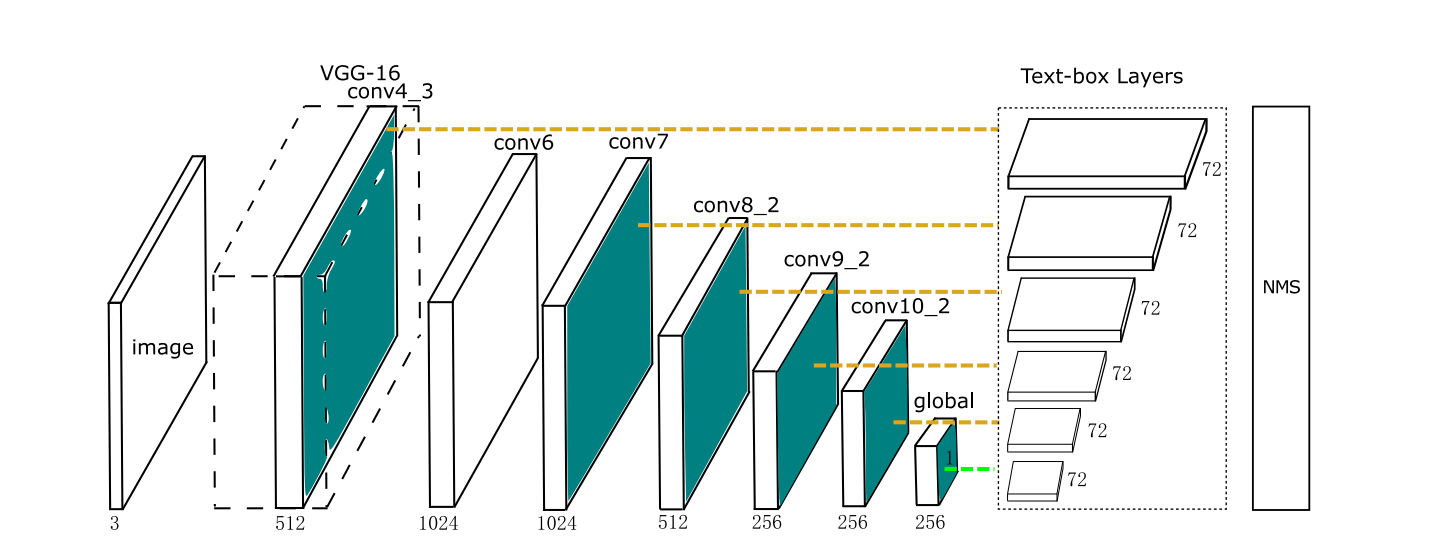 VGG-16
conv4_3
Text-box Layers
conv6
conv7
conv8_2
conv9_2
conv10_2
global
image
1
72
72
72
72
72
72
NMS
3
512
1024
1024
512
256
256
256